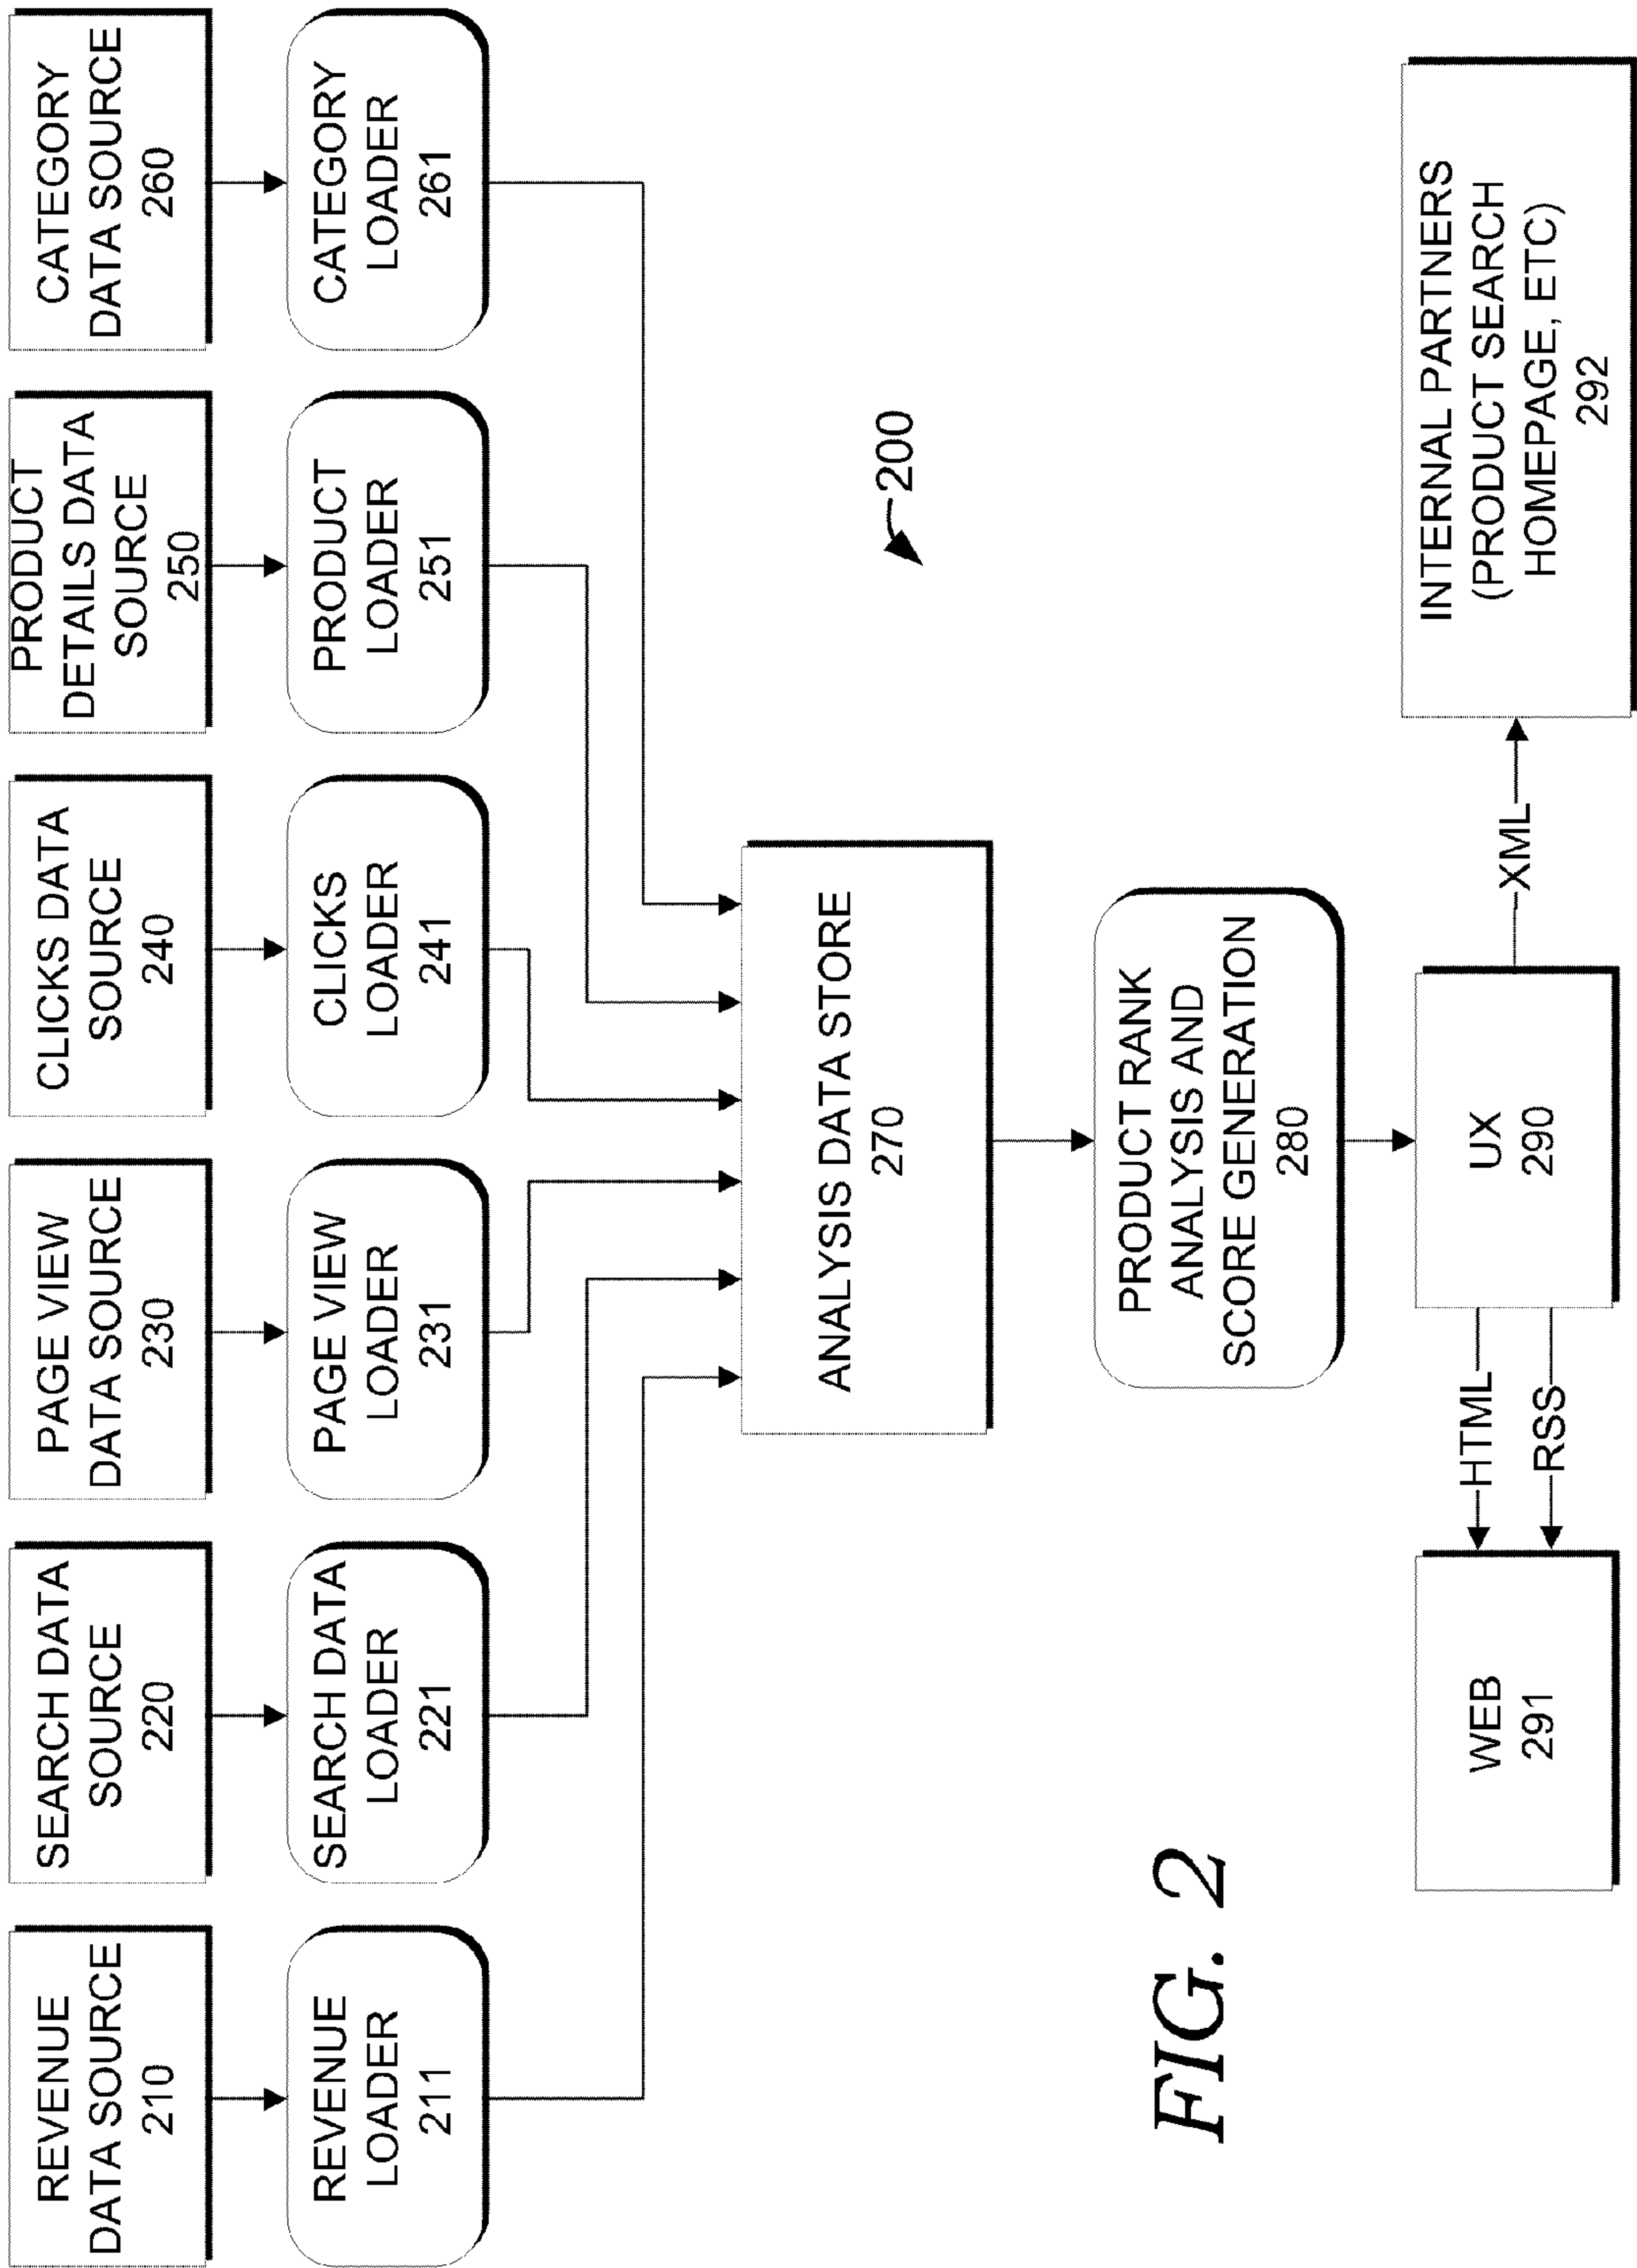 REVENUE
DATA SOURCE
210
SEARCH DATA
SOURCE
220
PAGE VIEW
DATA SOURCE
230
CLICKS DATA
SOURCE
240
PRODUCT
DETAILS DATA
SOURCE
250
CATEGORY
DATA SOURCE
260
REVENUE
LOADER
211
SEARCH DATA
LOADER
221
PAGE VIEW
LOADER
231
CLICKS
LOADER
241
PRODUCT
LOADER
251
CATEGORY
LOADER
261
ANALYSIS DATA STORE
270
200
PRODUCT RANK
ANALYSIS AND
SCORE GENERATION
280
FIG. 2
WEB
291
HTML
RSS
UX
290
XML
INTERNAL PARTNERS
(PRODUCT SEARCH
HOMEPAGE, ETC)
292